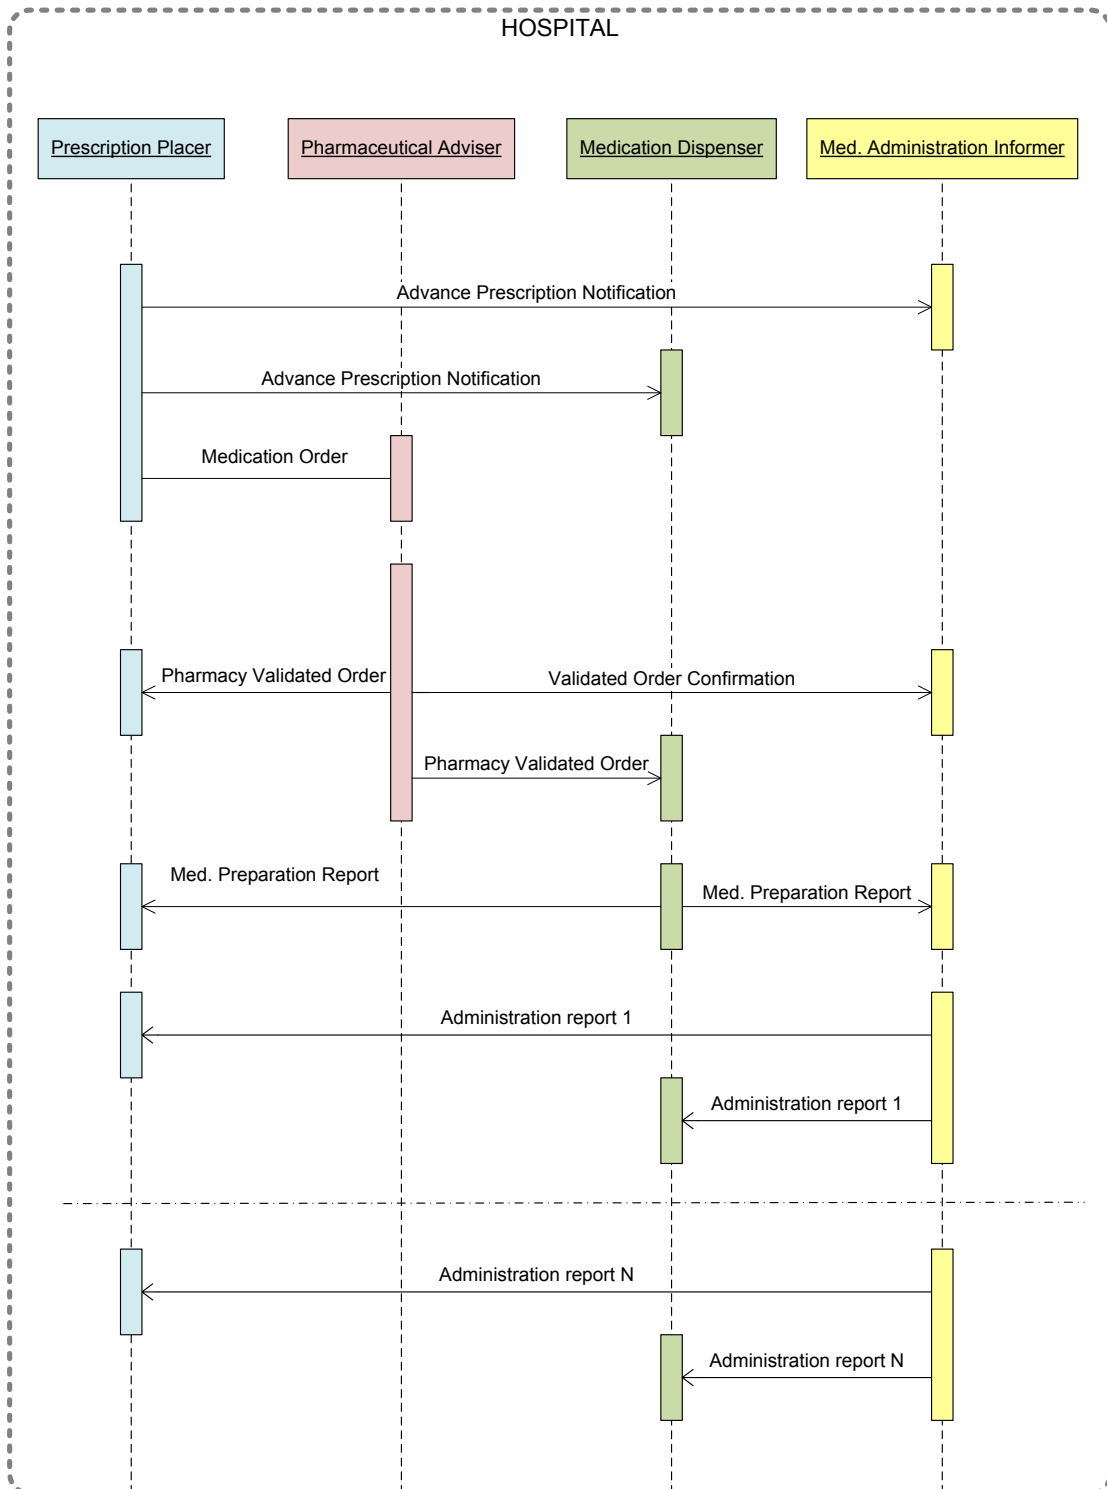 HOSPITAL
Prescription Placer
Pharmaceutical Adviser
Medication Dispenser
Med. Administration Informer
Advance Prescription Notification
Advance Prescription Notification
Medication Order
Pharmacy Validated Order
Validated Order Confirmation
Pharmacy Validated Order
Med. Preparation Report
Med. Preparation Report
Administration report 1
Administration report 1
Administration report N
Administration report N